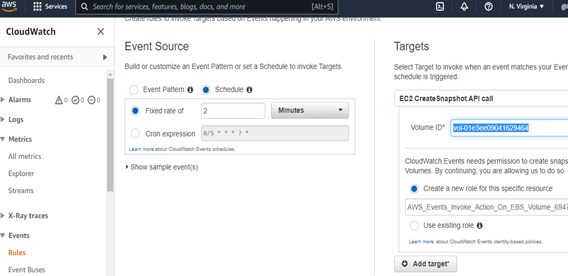 aws
Services
Search for services, features, blogs, docs, and more
[Alt+S]
N. Virginia
Create rules to invoke Targets based on Events happening in your AWS environment.
CloudWatch
Favorites and recents
Dashboards
Alarms 0 0 0
Logs
Metrics
All metrics
Explorer
Streams
X-Ray traces
Events
Rules
Event Buses
Event Source
Build or customize an Event Pattern or set a Schedule to invoke Targets.
Event Pattern
Schedule
Fixed rate of
2
Minutes
Cron expression
0/5 * * * ? *
Learn more about CloudWatch Events schedules.
Show sample event(s)
Targets
Select Target to invoke when an event matches your Even
schedule is triggered.
EC2 CreateSnapshot API call
Volume ID*
vol-01e3ee09041629464
CloudWatch Events needs permission to create snaps
Volumes. By continuing, you are allowing us to do so.
Create a new role for this specific resource
AWS_Events_Invoke_Action_On_EBS_Volume_6947
Use existing role
Learn more about CloudWatch Events identity-based policies.
Add target*